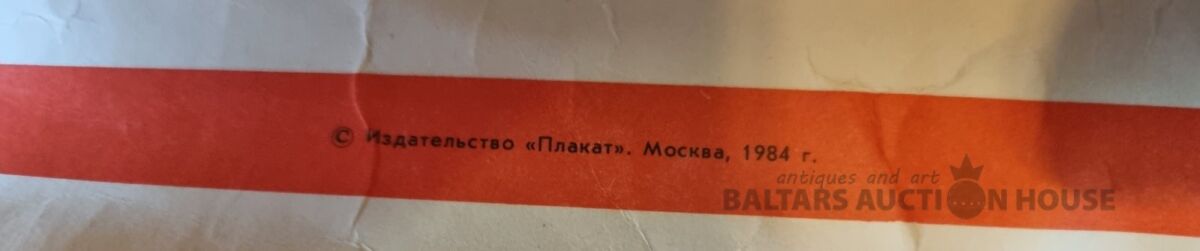 © Издательство «Плакат». Москва, 1984 г.
antiques and art
BALTARS AUCTION HOUSE